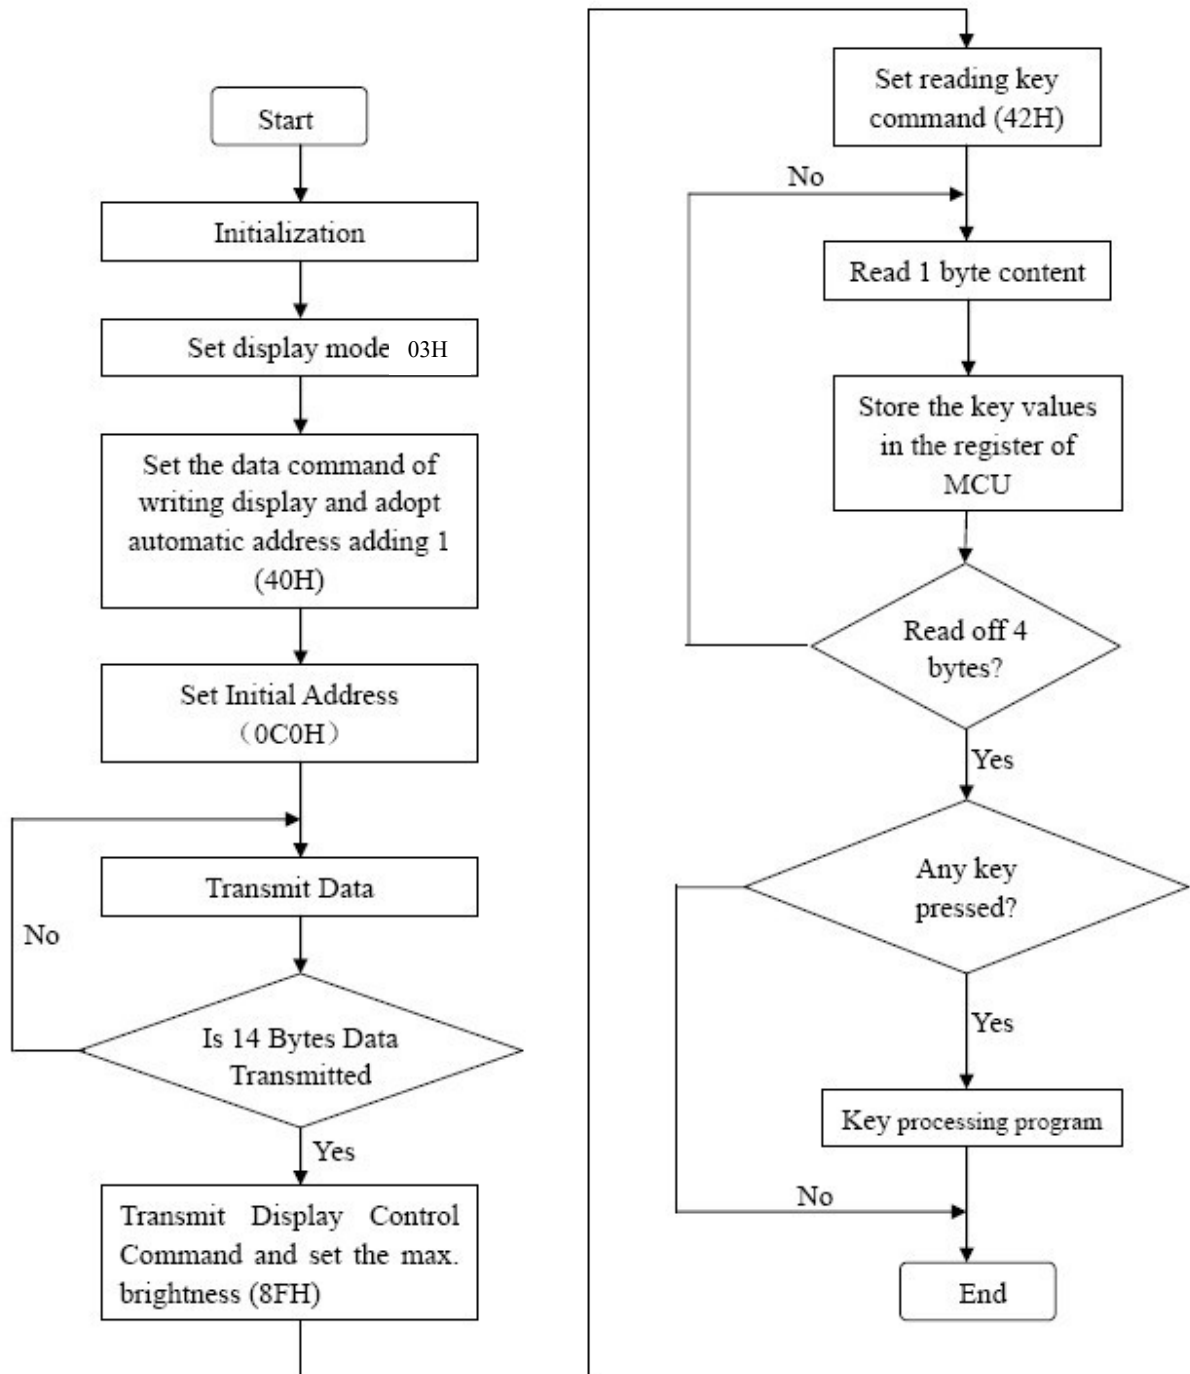 Start
Initialization
Set display mode 03H
Set the data command of
writing display and adopt
automatic address adding 1
(40H)
Set Initial Address
（0C0H）
Transmit Data
No
Is 14 Bytes Data
Transmitted
Yes
Transmit Display Control
Command and set the max.
brightness (8FH)
Set reading key
command (42H)
No
Read 1 byte content
Store the key values
in the register of
MCU
Read off 4
bytes?
Yes
Any key
pressed?
Yes
Key processing program
No
End